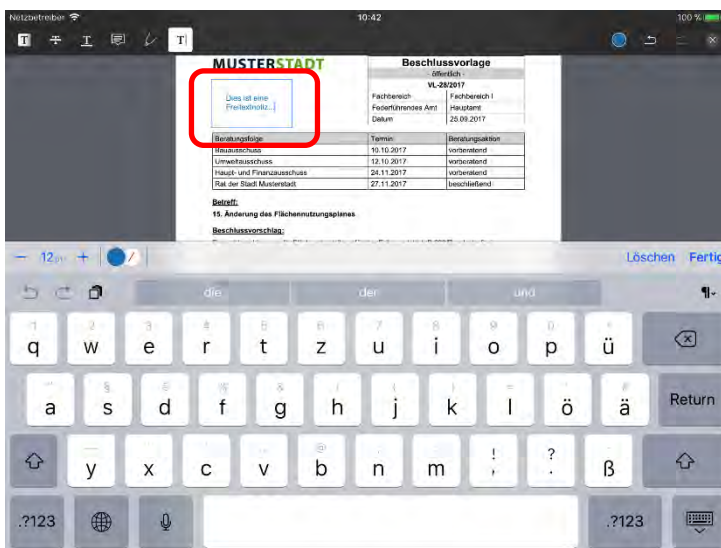 Netzbetreiber 10:42 100 %
T T I T
MUSTERSTADT
Beschlussvorlage
- öffentlich -
VL-28/2017
Fachbereich Fachbereich I
Federführendes Amt Hauptamt
Datum 25.09.2017
Dies ist eine
Freitextnotiz...
Beratungsfolge Termin Beratungsaktion
Bauausschuss 10.10.2017 vorberatend
Umweltausschuss 12.10.2017 vorberatend
Haupt- und Finanzausschuss 24.11.2017 vorberatend
Rat der Stadt Musterstadt 27.11.2017 beschließend
Betreff:
15. Änderung des Flächennutzungsplanes
Beschlussvorschlag:
− 12 + Löschen Fertig
die der und
q w e r t z u i o p ü
a s d f g h j k l ö ä Return
y x c v b n m ! , ? . ß
.?123 .?123